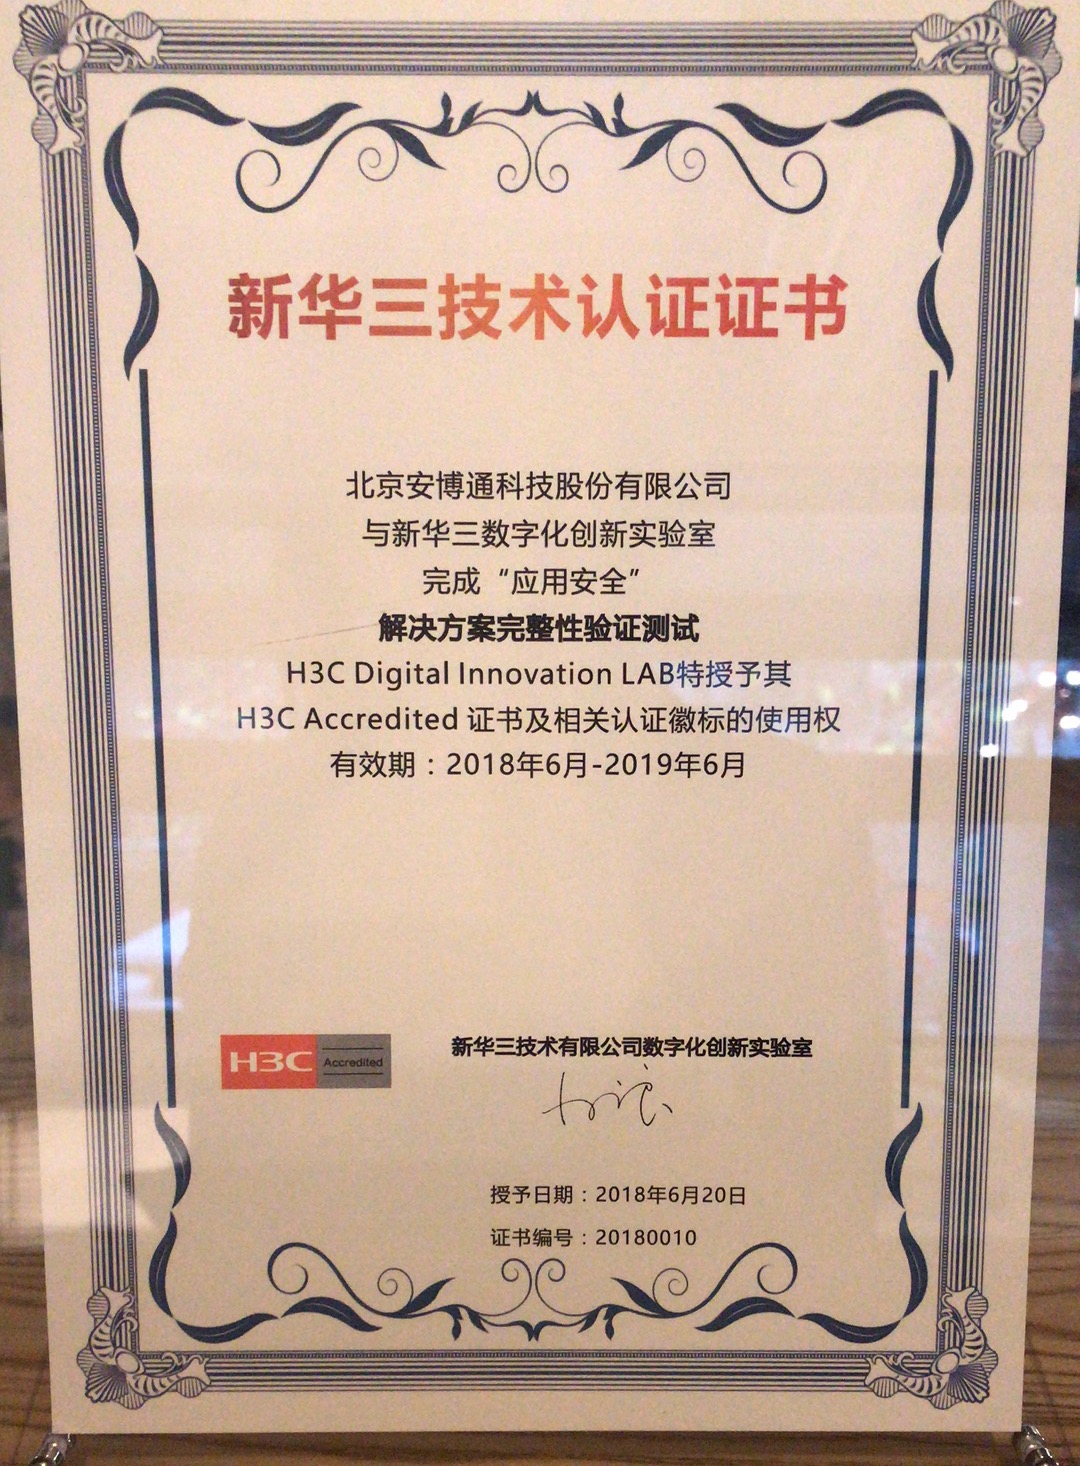 新华三技术认证证书
北京安博通科技股份有限公司
与新华三数字化创新实验室
完成“应用安全”
解决方案完整性验证测试
H3C Digital Innovation LAB特授予其
H3C Accredited 证书及相关认证徽标的使用权
有效期：2018年6月-2019年6月
H3C Accredited
新华三技术有限公司数字化创新实验室
授予日期：2018年6月20日
证书编号：20180010